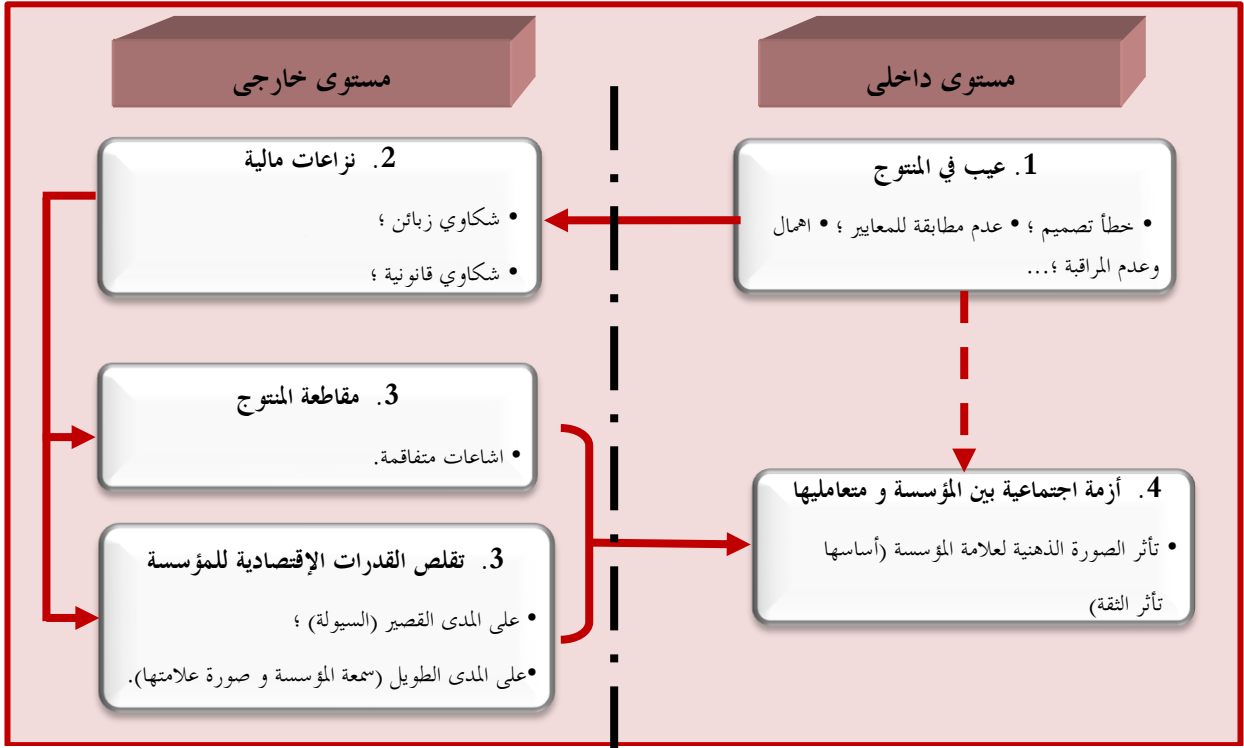 مستوى داخلى
1. عيب في المنتوج
• خطأ تصميم ؛ • عدم مطابقة للمعايير ؛ • اهمال
وعدم المراقبة ؛...
مستوى خارجى
2. نزاعات مالية
• شكاوي زبائن ؛
• شكاوي قانونية ؛
3. مقاطعة المنتوج
• اشاعات متفاقمة.
3. تقلص القدرات الإقتصادية للمؤسسة
• على المدى القصير (السيولة) ؛
•على المدى الطويل (سمعة المؤسسة و صورة علامتها).
4. أزمة اجتماعية بين المؤسسة و متعامليها
• تأثر الصورة الذهنية لعلامة المؤسسة (أساسها
تأثر الثقة)